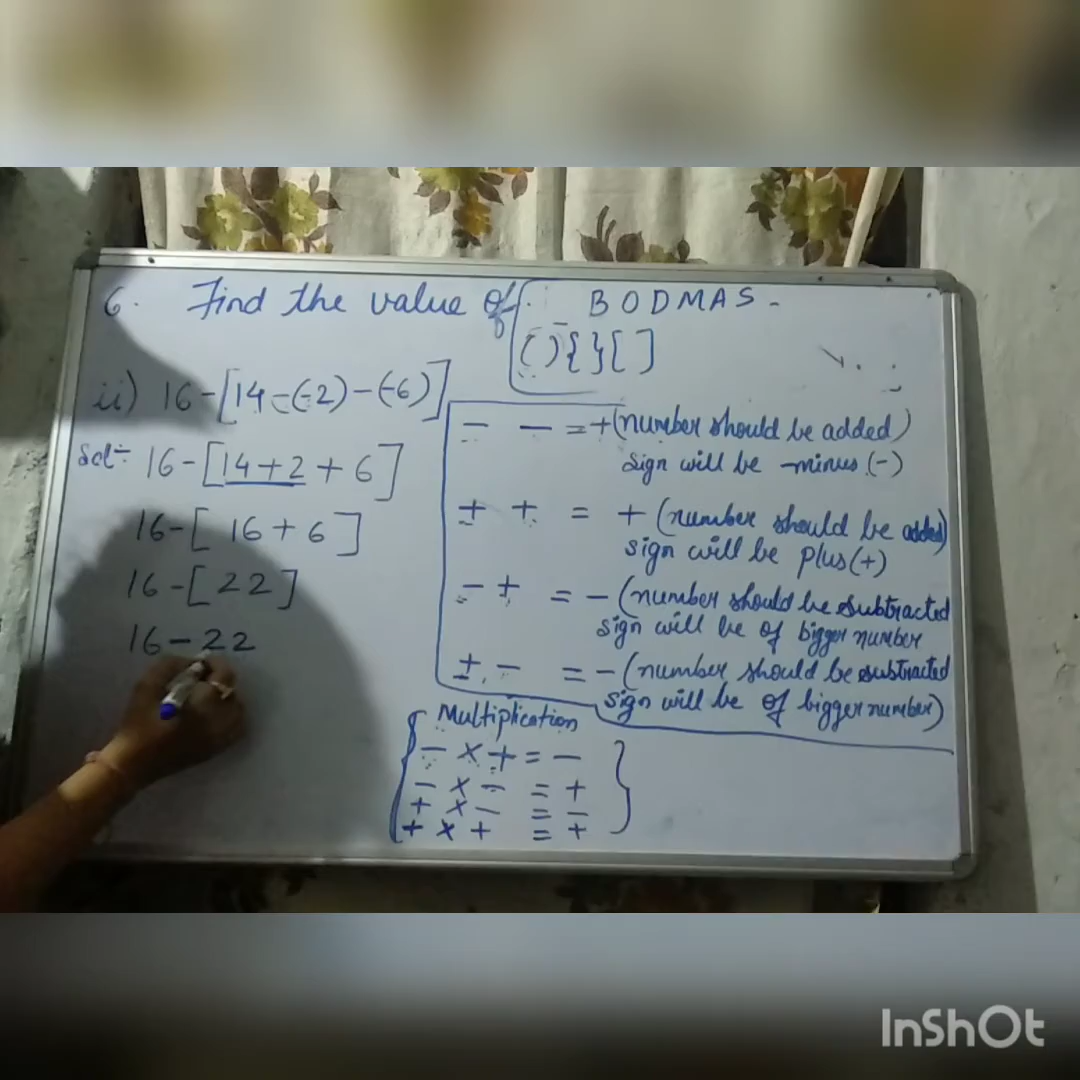 6. Find the value of:
BODMAS.
(){}[]
ii) 16-[14-(-2)-(-6)]
Sol:- 16-[14+2+6]
16-[16+6]
16-[22]
16-22
- - = + (number should be added)
sign will be minus (-)
+ + = + (number should be added)
sign will be plus(+)
- + = - (number should be subtracted
sign will be of bigger number
+ - = - (number should be subtracted
sign will be of bigger number)
Multiplication
- × + = -
- × - = +
+ × - = -
+ × + = +
InShOt